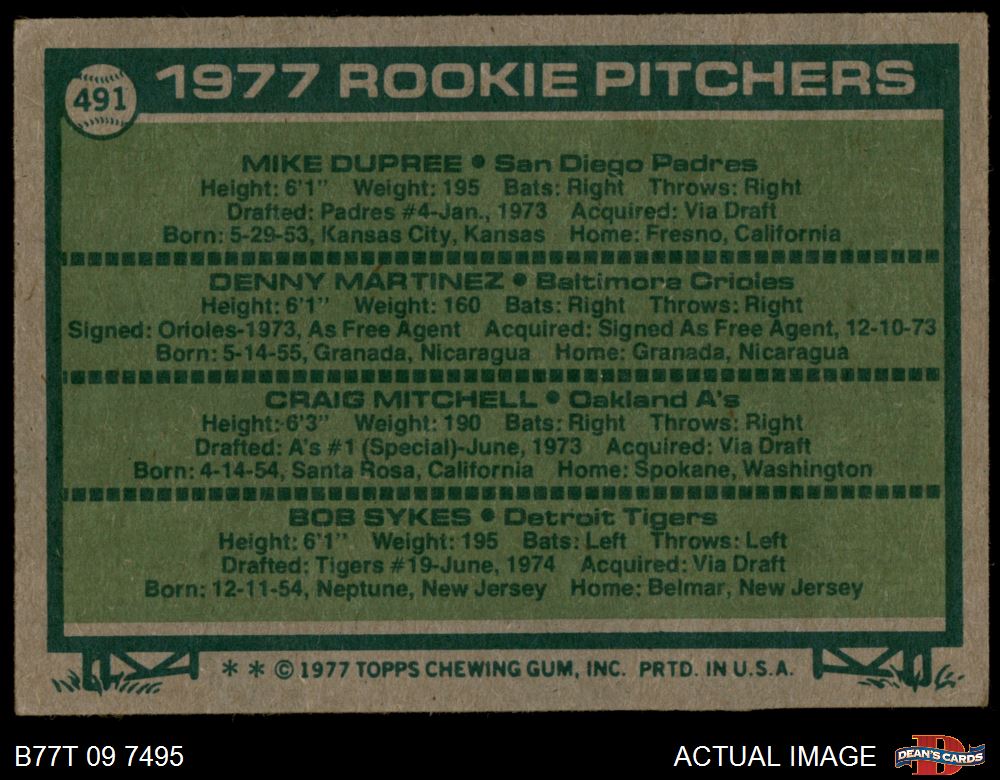 491
1977 ROOKIE PITCHERS
MIKE DUPREE • San Diego Padres
Height: 6'1" Weight: 195 Bats: Right Throws: Right
Drafted: Padres #4-Jan., 1973 Acquired: Via Draft
Born: 5-29-53, Kansas City, Kansas Home: Fresno, California
DENNY MARTINEZ • Baltimore Orioles
Height: 6'1" Weight: 160 Bats: Right Throws: Right
Signed: Orioles-1973, As Free Agent Acquired: Signed As Free Agent, 12-10-73
Born: 5-14-55, Granada, Nicaragua Home: Granada, Nicaragua
CRAIG MITCHELL • Oakland A's
Height: 6'3" Weight: 190 Bats: Right Throws: Right
Drafted: A's #1 (Special)-June, 1973 Acquired: Via Draft
Born: 4-14-54, Santa Rosa, California Home: Spokane, Washington
BOB SYKES • Detroit Tigers
Height: 6'1" Weight: 195 Bats: Left Throws: Left
Drafted: Tigers #19-June, 1974 Acquired: Via Draft
Born: 12-11-54, Neptune, New Jersey Home: Belmar, New Jersey
* * © 1977 TOPPS CHEWING GUM, INC. PRTD. IN U.S.A.
B77T 09 7495
ACTUAL IMAGE
D
DEAN'S CARDS